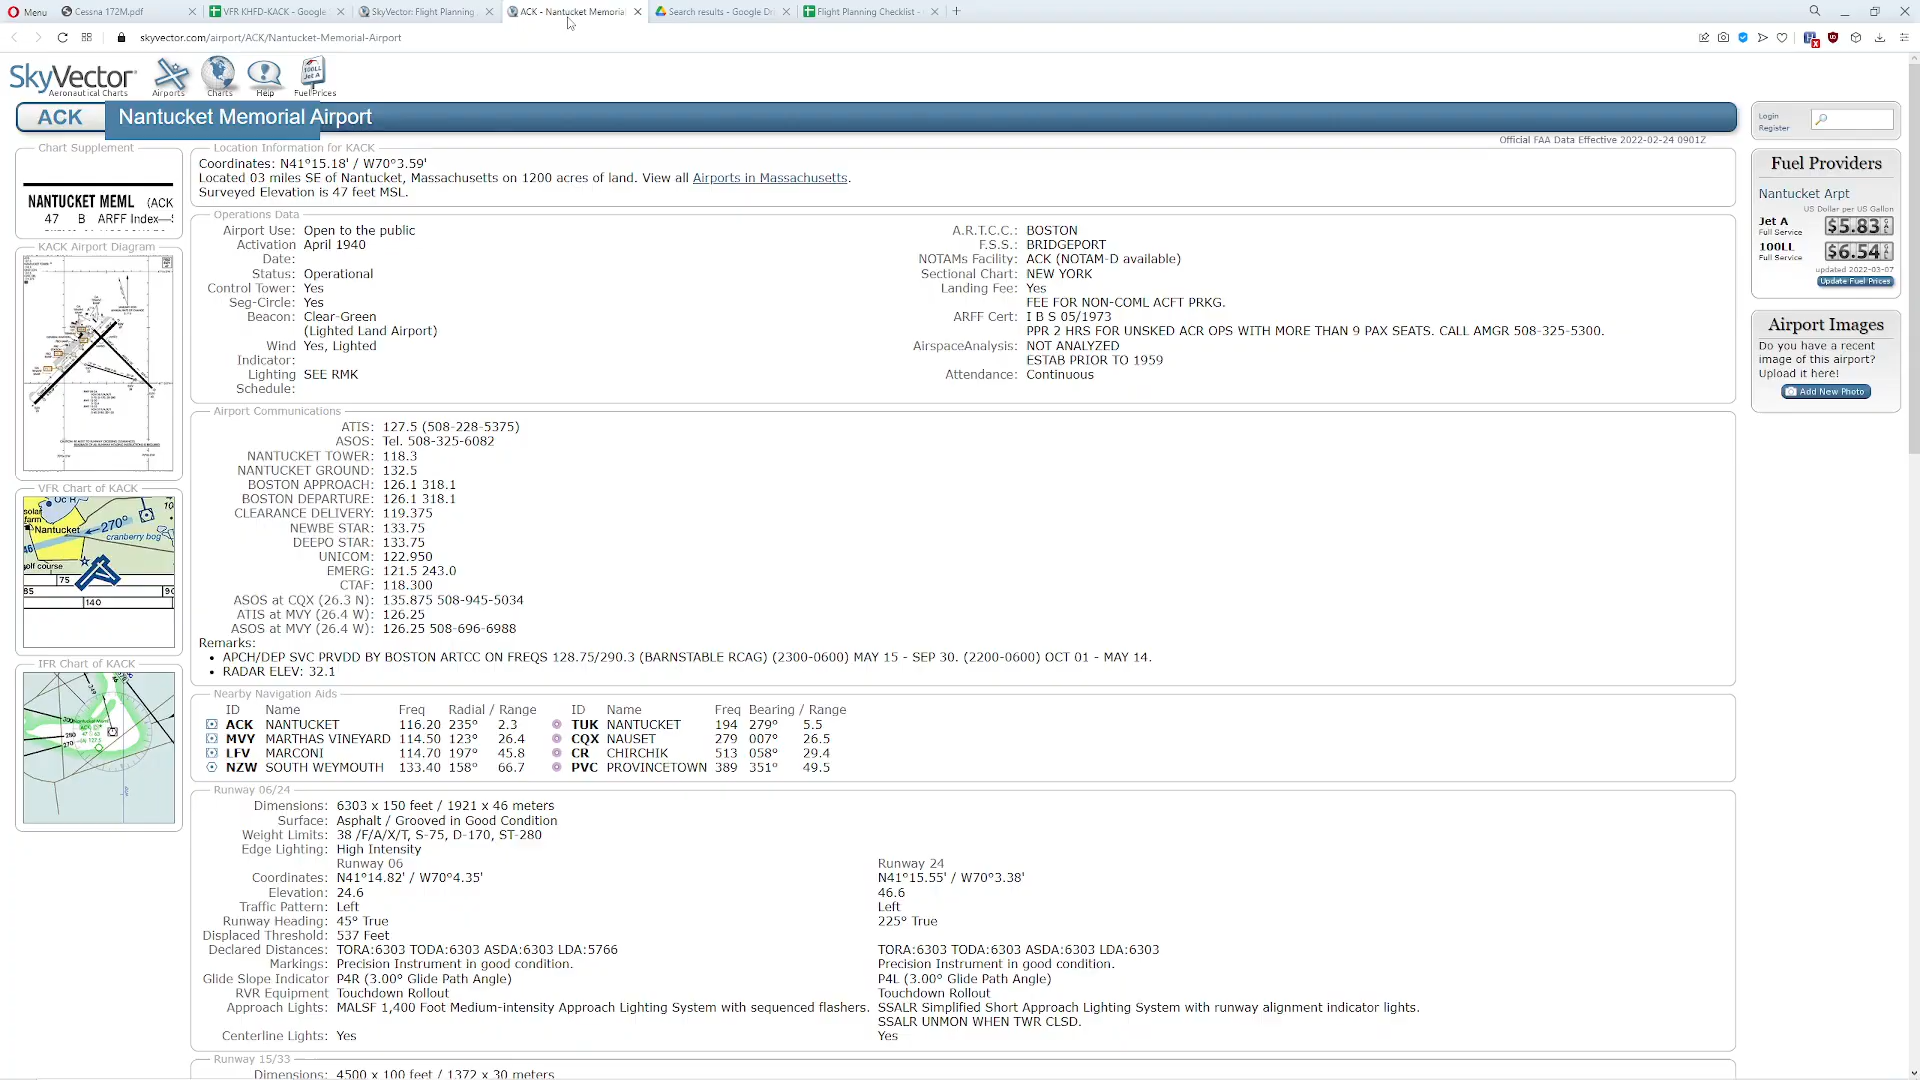 Menu
Cessna 172M.pdf
VFR KHFD-KACK - Google
SkyVector: Flight Planning
ACK - Nantucket Memoria
Search results - Google Dr
Flight Planning Checklist -
skyvector.com/airport/ACK/Nantucket-Memorial-Airport
SkyVector
Aeronautical Charts
Airports
Charts
Help
100LL
Jet A
Fuel Prices
ACK
Nantucket Memorial Airport
Login
Register
Official FAA Data Effective 2022-02-24 0901Z
Chart Supplement
NANTUCKET MEML (ACK
47 B ARFF Index—
KACK Airport Diagram
VFR Chart of KACK
solar
farm
Nantucket
270°
cranberry bog
46
golf course
75
85
90
140
IFR Chart of KACK
Location Information for KACK
Coordinates: N41°15.18' / W70°3.59'
Located 03 miles SE of Nantucket, Massachusetts on 1200 acres of land. View all Airports in Massachusetts.
Surveyed Elevation is 47 feet MSL.
Operations Data
Airport Use: Open to the public
Activation Date: April 1940
Status: Operational
Control Tower: Yes
Seg-Circle: Yes
Beacon: Clear-Green
(Lighted Land Airport)
Wind Indicator: Yes, Lighted
Lighting Schedule: SEE RMK
A.R.T.C.C.: BOSTON
F.S.S.: BRIDGEPORT
NOTAMs Facility: ACK (NOTAM-D available)
Sectional Chart: NEW YORK
Landing Fee: Yes
FEE FOR NON-COML ACFT PRKG.
ARFF Cert: I B S 05/1973
PPR 2 HRS FOR UNSKED ACR OPS WITH MORE THAN 9 PAX SEATS. CALL AMGR 508-325-5300.
AirspaceAnalysis: NOT ANALYZED
ESTAB PRIOR TO 1959
Attendance: Continuous
Airport Communications
ATIS: 127.5 (508-228-5375)
ASOS: Tel. 508-325-6082
NANTUCKET TOWER: 118.3
NANTUCKET GROUND: 132.5
BOSTON APPROACH: 126.1 318.1
BOSTON DEPARTURE: 126.1 318.1
CLEARANCE DELIVERY: 119.375
NEWBE STAR: 133.75
DEEPO STAR: 133.75
UNICOM: 122.950
EMERG: 121.5 243.0
CTAF: 118.300
ASOS at CQX (26.3 N): 135.875 508-945-5034
ATIS at MVY (26.4 W): 126.25
ASOS at MVY (26.4 W): 126.25 508-696-6988
Remarks:
• APCH/DEP SVC PRVDD BY BOSTON ARTCC ON FREQS 128.75/290.3 (BARNSTABLE RCAG) (2300-0600) MAY 15 - SEP 30. (2200-0600) OCT 01 - MAY 14.
• RADAR ELEV: 32.1
Nearby Navigation Aids
ID Name Freq Radial / Range ID Name Freq Bearing / Range
ACK NANTUCKET 116.20 235° 2.3 TUK NANTUCKET 194 279° 5.5
MVY MARTHAS VINEYARD 114.50 123° 26.4 CQX NAUSET 279 007° 26.5
LFV MARCONI 114.70 197° 45.8 CR CHIRCHIK 513 058° 29.4
NZW SOUTH WEYMOUTH 133.40 158° 66.7 PVC PROVINCETOWN 389 351° 49.5
Runway 06/24
Dimensions: 6303 x 150 feet / 1921 x 46 meters
Surface: Asphalt / Grooved in Good Condition
Weight Limits: 38 /F/A/X/T, S-75, D-170, ST-280
Edge Lighting: High Intensity
Runway 06 Runway 24
Coordinates: N41°14.82' / W70°4.35' N41°15.55' / W70°3.38'
Elevation: 24.6 46.6
Traffic Pattern: Left Left
Runway Heading: 45° True 225° True
Displaced Threshold: 537 Feet
Declared Distances: TORA:6303 TODA:6303 ASDA:6303 LDA:5766 TORA:6303 TODA:6303 ASDA:6303 LDA:6303
Markings: Precision Instrument in good condition. Precision Instrument in good condition.
Glide Slope Indicator P4R (3.00° Glide Path Angle) P4L (3.00° Glide Path Angle)
RVR Equipment Touchdown Rollout Touchdown Rollout
Approach Lights: MALSF 1,400 Foot Medium-intensity Approach Lighting System with sequenced flashers. SSALR Simplified Short Approach Lighting System with runway alignment indicator lights.
SSALR UNMON WHEN TWR CLSD.
Centerline Lights: Yes Yes
Runway 15/33
Dimensions: 4500 x 100 feet / 1372 x 30 meters
Fuel Providers
Nantucket Arpt
US Dollar per US Gallon
Jet A
Full Service
$5.83
100LL
Full Service
$6.54
updated 2022-03-07
Update Fuel Prices
Airport Images
Do you have a recent
image of this airport?
Upload it here!
Add New Photo